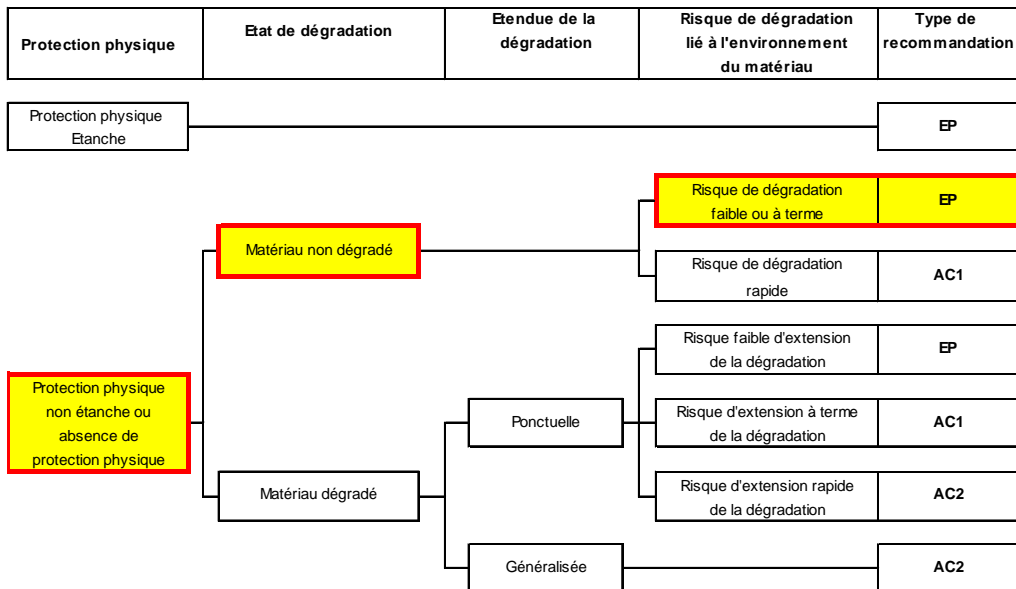 Protection physique
Etat de dégradation
Etendue de la
dégradation
Risque de dégradation
lié à l'environnement
du matériau
Type de
recommandation
Protection physique
Etanche
EP
Risque de dégradation
faible ou à terme
EP
Matériau non dégradé
Risque de dégradation
rapide
AC1
Risque faible d'extension
de la dégradation
EP
Protection physique
non étanche ou
absence de
protection physique
Ponctuelle
Risque d'extension à terme
de la dégradation
AC1
Matériau dégradé
Risque d'extension rapide
de la dégradation
AC2
Généralisée
AC2